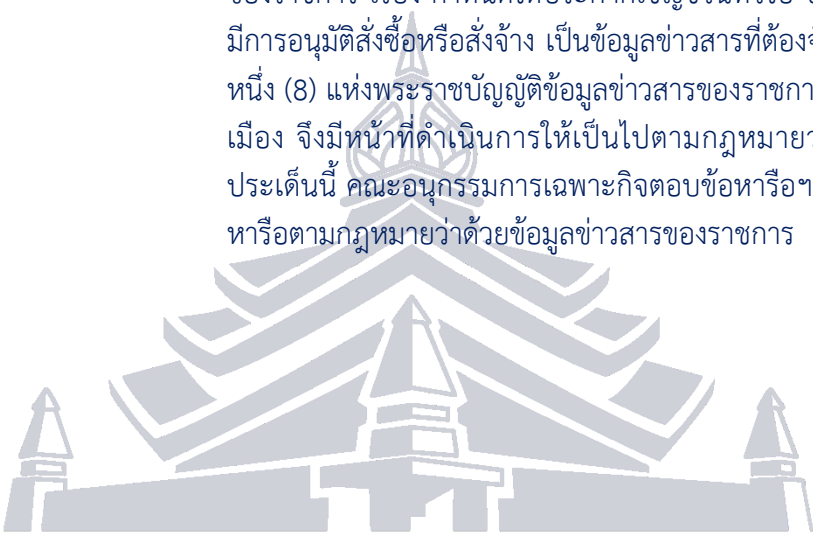 มีการอนุมัติสั่งซื้อหรือสั่งจ้าง เป็นข้อมูลข่าวสารที่ต้อง
หนึ่ง (8) แห่งพระราชบัญญัติข้อมูลข่าวสารของราชกา
เมือง จึงมีหน้าที่ดำเนินการให้เป็นไปตามกฎหมายว
ประเด็นนี้ คณะอนุกรรมการเฉพาะกิจตอบข้อหารือฯ
หารือตามกฎหมายว่าด้วยข้อมูลข่าวสารของราชการ